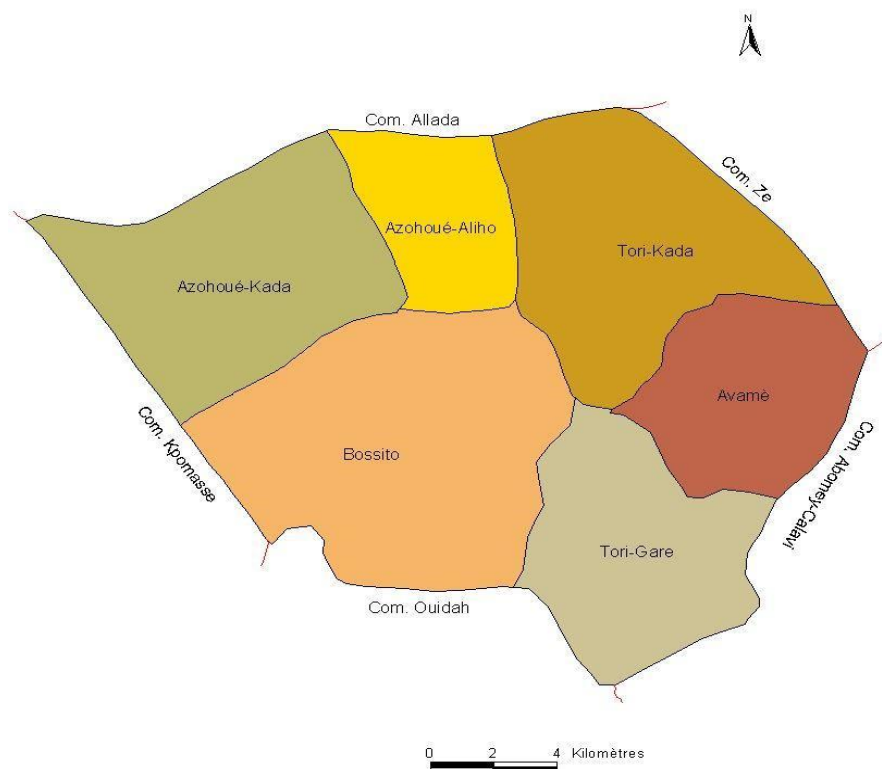 N
Com. Allada
Com. Ze
Azohoué-Aliho
Tori-Kada
Azohoué-Kada
Avamè
Com. Kpomasse
Bossito
Com. Abomey-Calavi
Tori-Gare
Com. Ouidah
0 2 4 Kilomètres